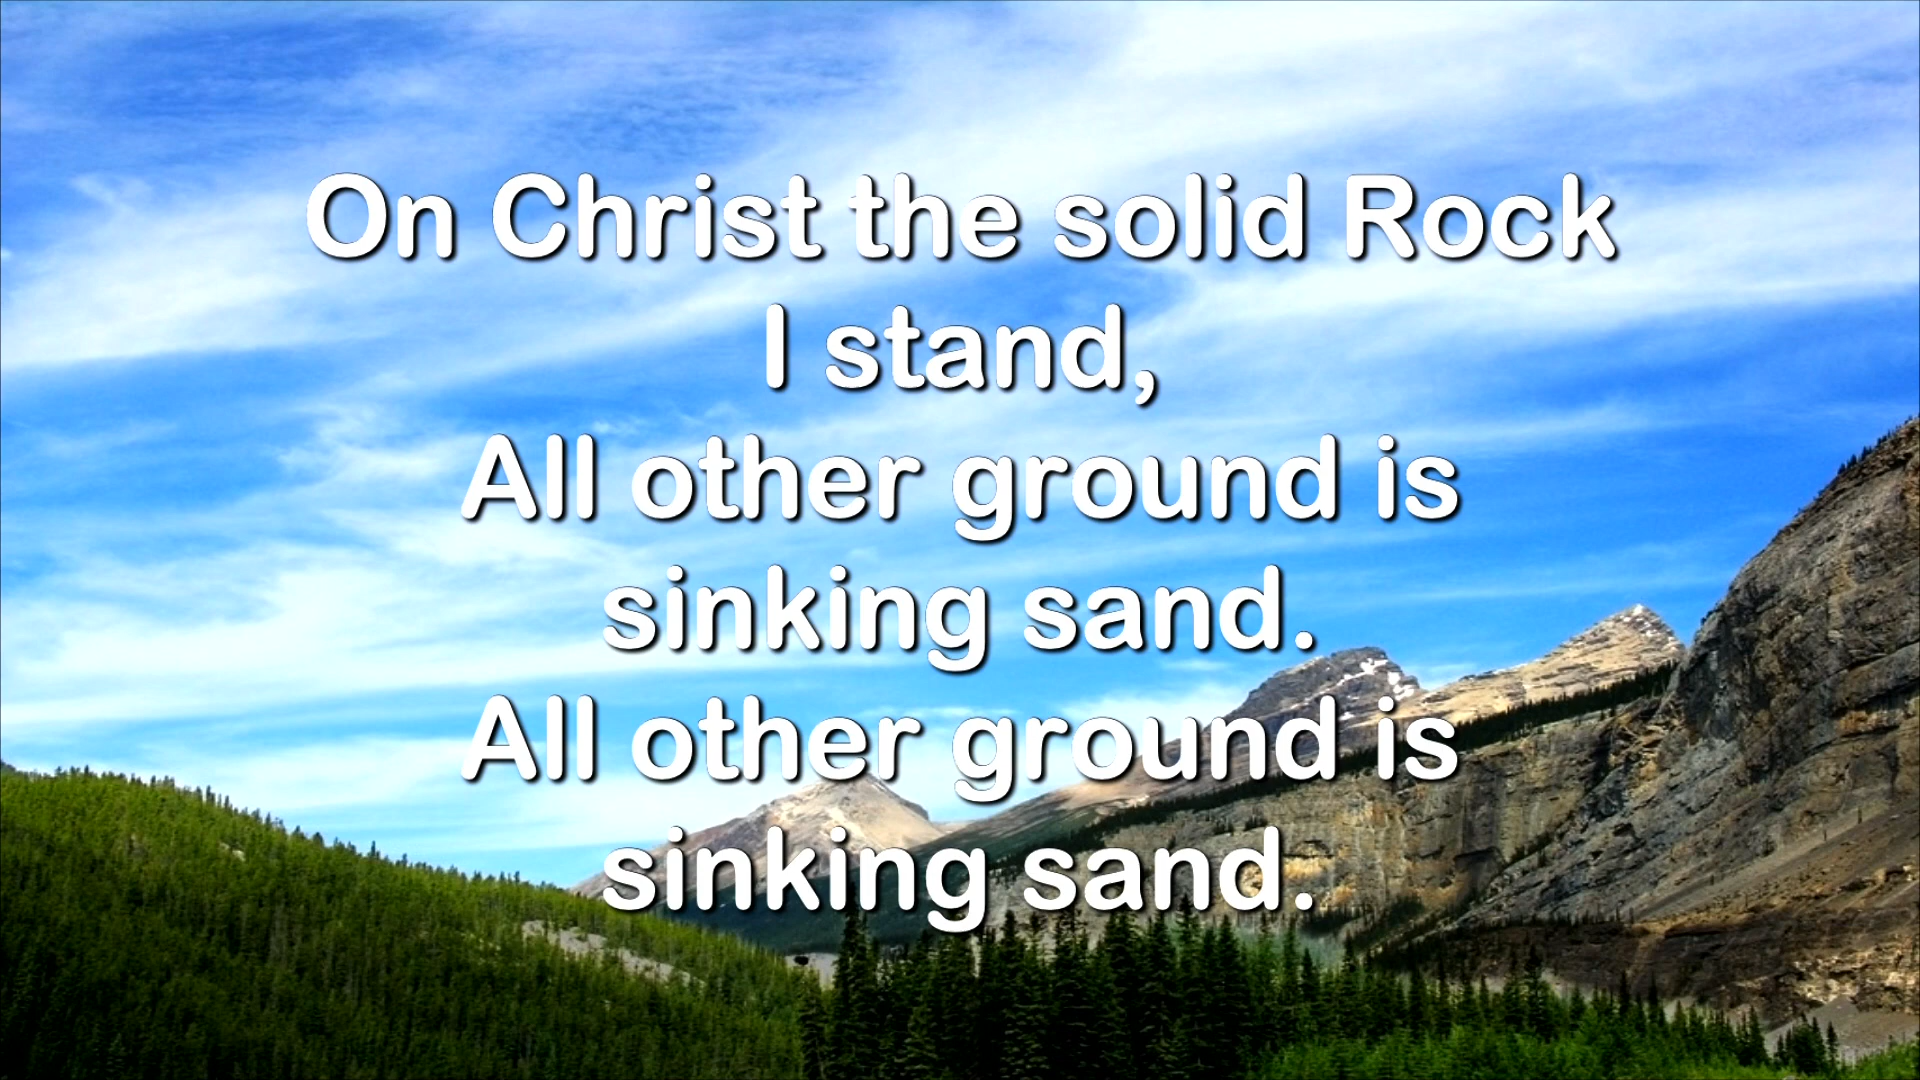 On Christ the solid Rock
I stand,
All other ground is
sinking sand.
All other ground is
sinking sand.